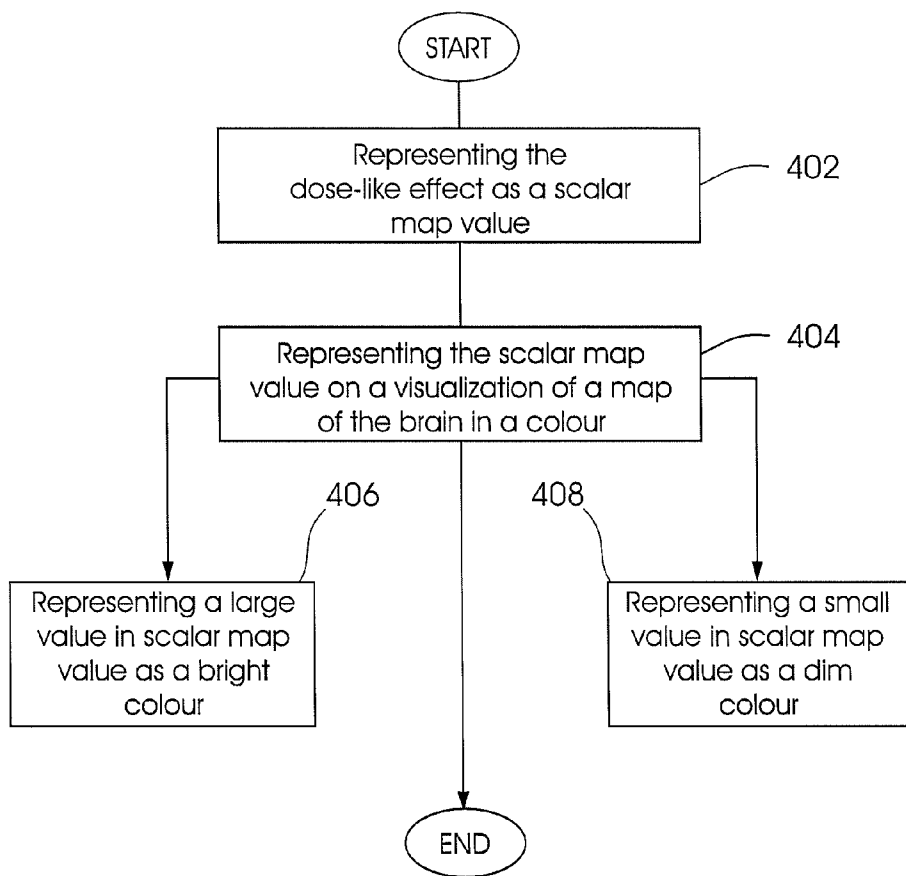 START
Representing the
dose-like effect as a scalar
map value
402
Representing the scalar map
value on a visualization of a map
of the brain in a colour
404
406
Representing a large
value in scalar map
value as a bright
colour
408
Representing a small
value in scalar map
value as a dim
colour
END